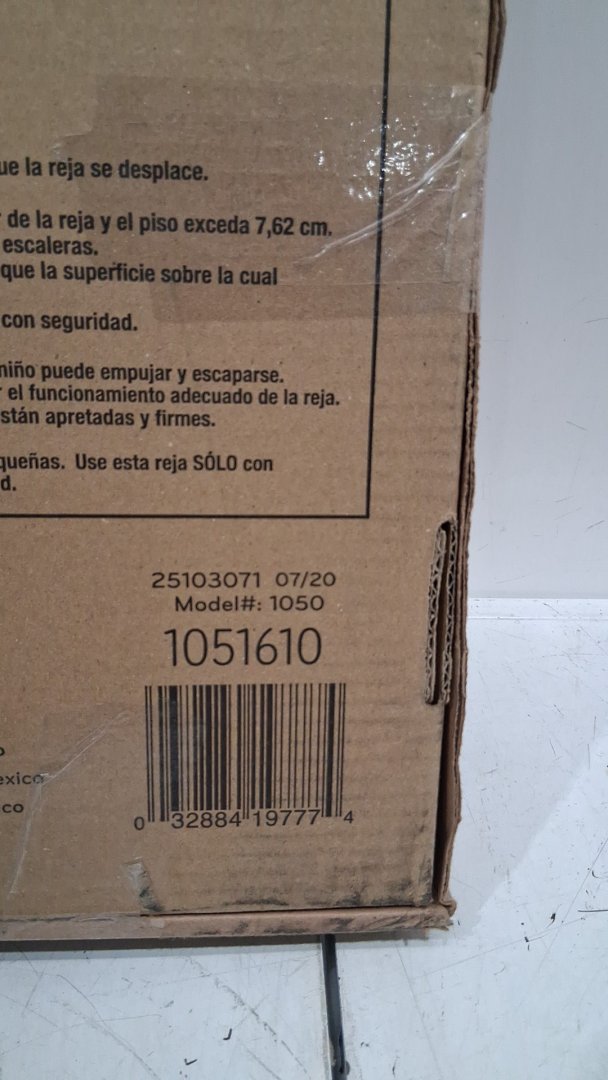 ue la reja se desplace.
de la reja y el piso exceda 7,62 cm.
escaleras.
que la superficie sobre la cual
con seguridad.
niño puede empujar y escaparse.
el funcionamiento adecuado de la reja.
stán apretadas y firmes.
queñas. Use esta reja SÓLO con
d.
25103071 07/20
Model#: 1050
1051610
0 32884 19777 4
exico
co